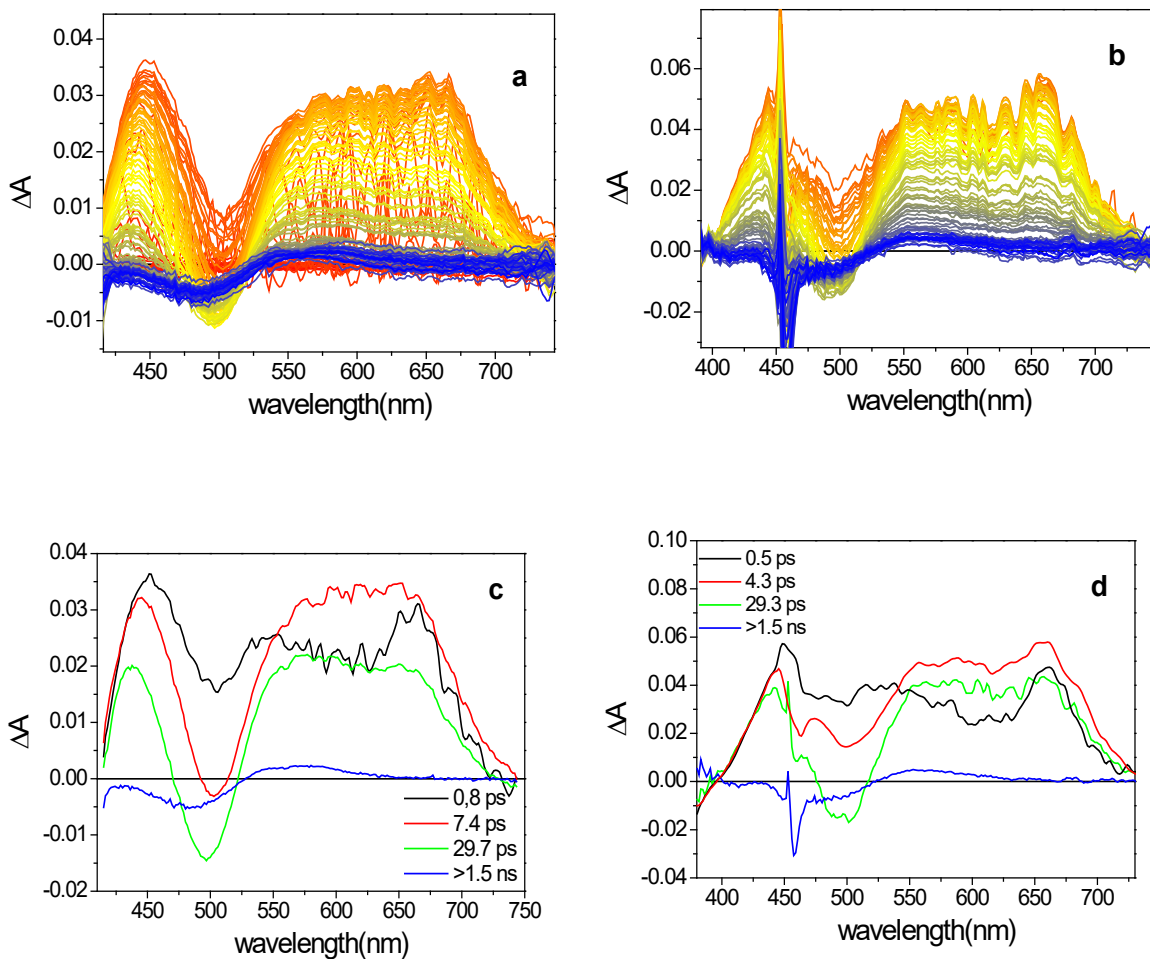 a
0.04
0.03
0.02
0.01
0.00
-0.01
ΔA
450 500 550 600 650 700
wavelength(nm)
b
0.06
0.04
0.02
0.00
-0.02
ΔA
400 450 500 550 600 650 700
wavelength(nm)
c
0.04
0.03
0.02
0.01
0.00
-0.01
-0.02
ΔA
0,8 ps
7.4 ps
29.7 ps
>1.5 ns
450 500 550 600 650 700 750
wavelength(nm)
d
0.10
0.08
0.06
0.04
0.02
0.00
-0.02
-0.04
ΔA
0.5 ps
4.3 ps
29.3 ps
>1.5 ns
400 450 500 550 600 650 700
wavelength(nm)